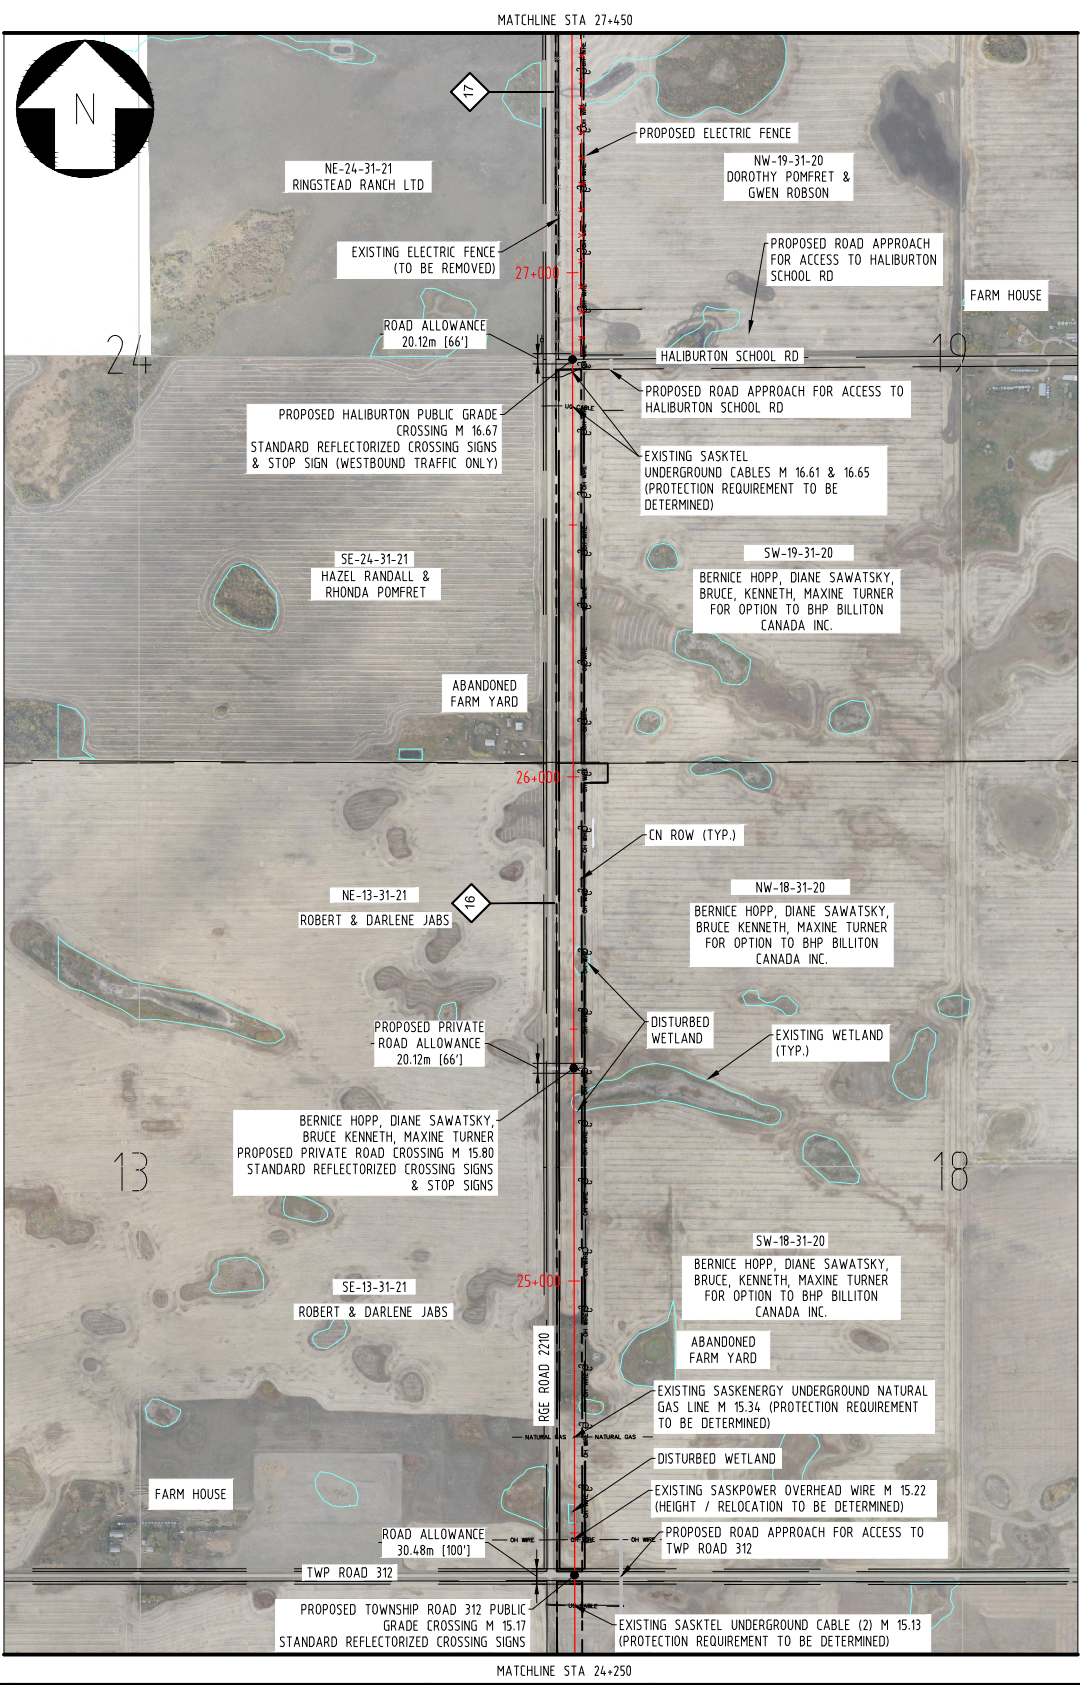 MATCHLINE STA 27+450
N
17
PROPOSED ELECTRIC FENCE
NE-24-31-21
RINGSTEAD RANCH LTD
NW-19-31-20
DOROTHY POMFRET &
GWEN ROBSON
EXISTING ELECTRIC FENCE
(TO BE REMOVED)
PROPOSED ROAD APPROACH
FOR ACCESS TO HALIBURTON
SCHOOL RD
27+000
FARM HOUSE
ROAD ALLOWANCE
20.12m [66']
24
19
HALIBURTON SCHOOL RD
PROPOSED ROAD APPROACH FOR ACCESS TO
HALIBURTON SCHOOL RD
UG CABLE
PROPOSED HALIBURTON PUBLIC GRADE
CROSSING M 16.67
STANDARD REFLECTORIZED CROSSING SIGNS
& STOP SIGN (WESTBOUND TRAFFIC ONLY)
EXISTING SASKTEL
UNDERGROUND CABLES M 16.61 & 16.65
(PROTECTION REQUIREMENT TO BE
DETERMINED)
SE-24-31-21
HAZEL RANDALL &
RHONDA POMFRET
SW-19-31-20
BERNICE HOPP, DIANE SAWATSKY,
BRUCE, KENNETH, MAXINE TURNER
FOR OPTION TO BHP BILLITON
CANADA INC.
ABANDONED
FARM YARD
26+000
CN ROW (TYP.)
NE-13-31-21
ROBERT & DARLENE JABS
16
NW-18-31-20
BERNICE HOPP, DIANE SAWATSKY,
BRUCE KENNETH, MAXINE TURNER
FOR OPTION TO BHP BILLITON
CANADA INC.
PROPOSED PRIVATE
ROAD ALLOWANCE
20.12m [66']
DISTURBED
WETLAND
EXISTING WETLAND
(TYP.)
BERNICE HOPP, DIANE SAWATSKY,
BRUCE KENNETH, MAXINE TURNER
PROPOSED PRIVATE ROAD CROSSING M 15.80
STANDARD REFLECTORIZED CROSSING SIGNS
& STOP SIGNS
13
18
SW-18-31-20
BERNICE HOPP, DIANE SAWATSKY,
BRUCE, KENNETH, MAXINE TURNER
FOR OPTION TO BHP BILLITON
CANADA INC.
25+000
SE-13-31-21
ROBERT & DARLENE JABS
RGE ROAD 2210
ABANDONED
FARM YARD
EXISTING SASKENERGY UNDERGROUND NATURAL
GAS LINE M 15.34 (PROTECTION REQUIREMENT
TO BE DETERMINED)
NATURAL GAS NATURAL GAS
DISTURBED WETLAND
FARM HOUSE
EXISTING SASKPOWER OVERHEAD WIRE M 15.22
(HEIGHT / RELOCATION TO BE DETERMINED)
ROAD ALLOWANCE
30.48m [100']
OH WIRE OH WIRE OH WIRE
PROPOSED ROAD APPROACH FOR ACCESS TO
TWP ROAD 312
TWP ROAD 312
PROPOSED TOWNSHIP ROAD 312 PUBLIC
GRADE CROSSING M 15.17
STANDARD REFLECTORIZED CROSSING SIGNS
UG CABLE
EXISTING SASKTEL UNDERGROUND CABLE (2) M 15.13
(PROTECTION REQUIREMENT TO BE DETERMINED)
MATCHLINE STA 24+250